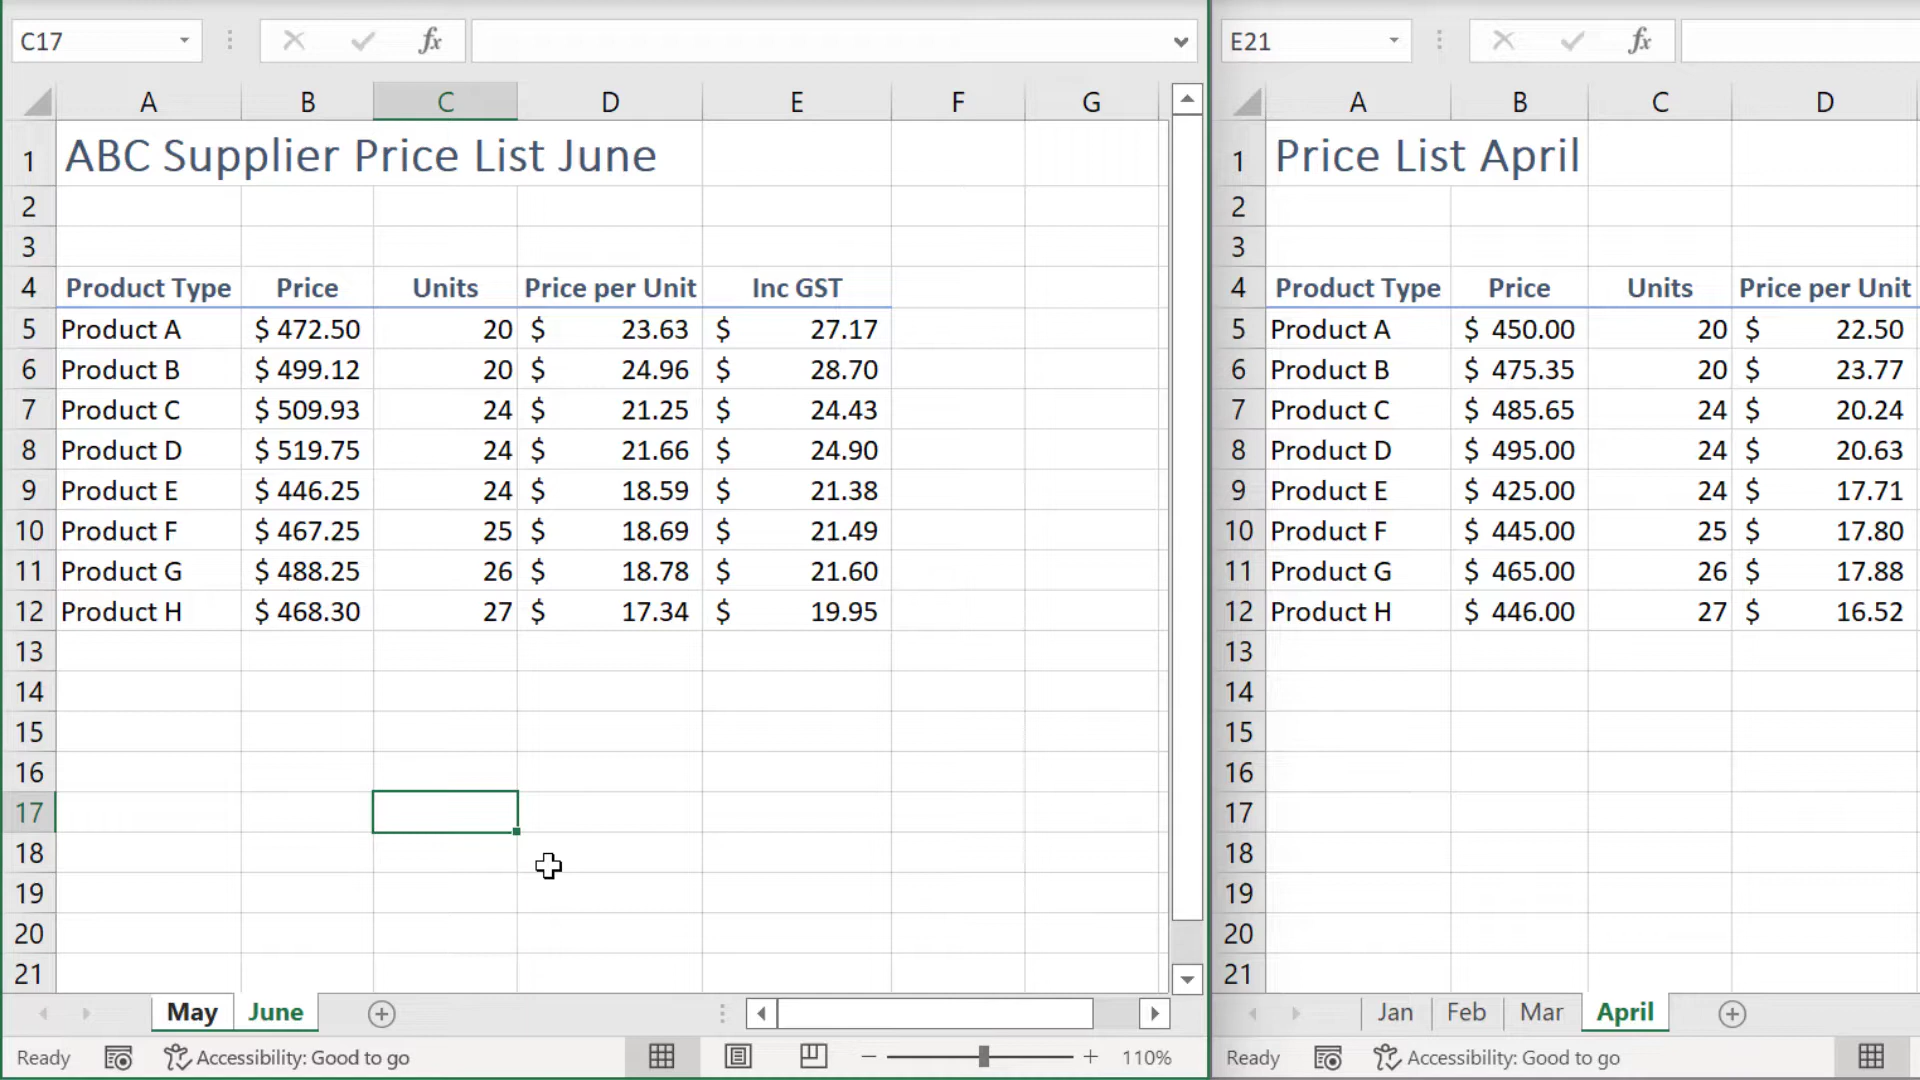 C17 fx
A B C D E F G
1 ABC Supplier Price List June
2
3
4 Product Type Price Units Price per Unit Inc GST
5 Product A $ 472.50 20 $ 23.63 $ 27.17
6 Product B $ 499.12 20 $ 24.96 $ 28.70
7 Product C $ 509.93 24 $ 21.25 $ 24.43
8 Product D $ 519.75 24 $ 21.66 $ 24.90
9 Product E $ 446.25 24 $ 18.59 $ 21.38
10 Product F $ 467.25 25 $ 18.69 $ 21.49
11 Product G $ 488.25 26 $ 18.78 $ 21.60
12 Product H $ 468.30 27 $ 17.34 $ 19.95
13
14
15
16
17
18
19
20
21
May June
Ready Accessibility: Good to go 110%
E21 fx
A B C D
1 Price List April
2
3
4 Product Type Price Units Price per Unit
5 Product A $ 450.00 20 $ 22.50
6 Product B $ 475.35 20 $ 23.77
7 Product C $ 485.65 24 $ 20.24
8 Product D $ 495.00 24 $ 20.63
9 Product E $ 425.00 24 $ 17.71
10 Product F $ 445.00 25 $ 17.80
11 Product G $ 465.00 26 $ 17.88
12 Product H $ 446.00 27 $ 16.52
13
14
15
16
17
18
19
20
21
Jan Feb Mar April
Ready Accessibility: Good to go